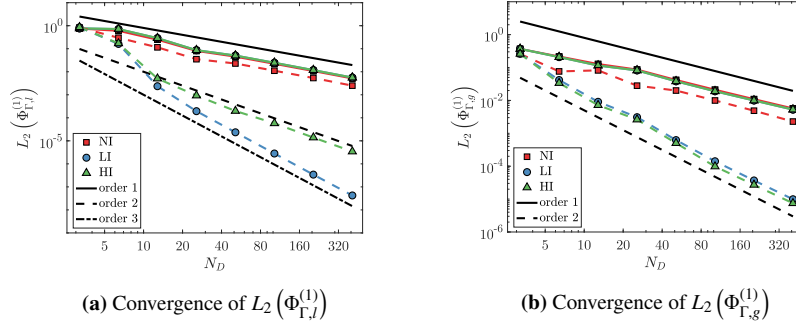 10^0
10^-5
L_2 (Φ^(1)_Γ,l)
NI
LI
HI
order 1
order 2
order 3
5 10 20 40 80 160 320
N_D
(a) Convergence of L_2 (Φ^(1)_Γ,l)
10^0
10^-2
10^-4
10^-6
L_2 (Φ^(1)_Γ,g)
NI
LI
HI
order 1
order 2
5 10 20 40 80 160 320
N_D
(b) Convergence of L_2 (Φ^(1)_Γ,g)